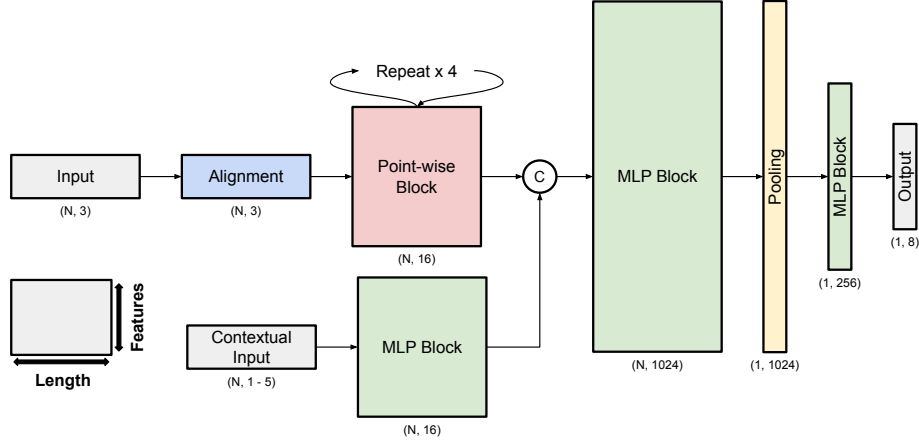 Repeat x 4
Input
(N, 3)
Alignment
(N, 3)
Point-wise
Block
(N, 16)
C
MLP Block
(N, 1024)
Pooling
(1, 1024)
MLP Block
(1, 256)
Output
(1, 8)
Features
Length
Contextual
Input
(N, 1 - 5)
MLP Block
(N, 16)